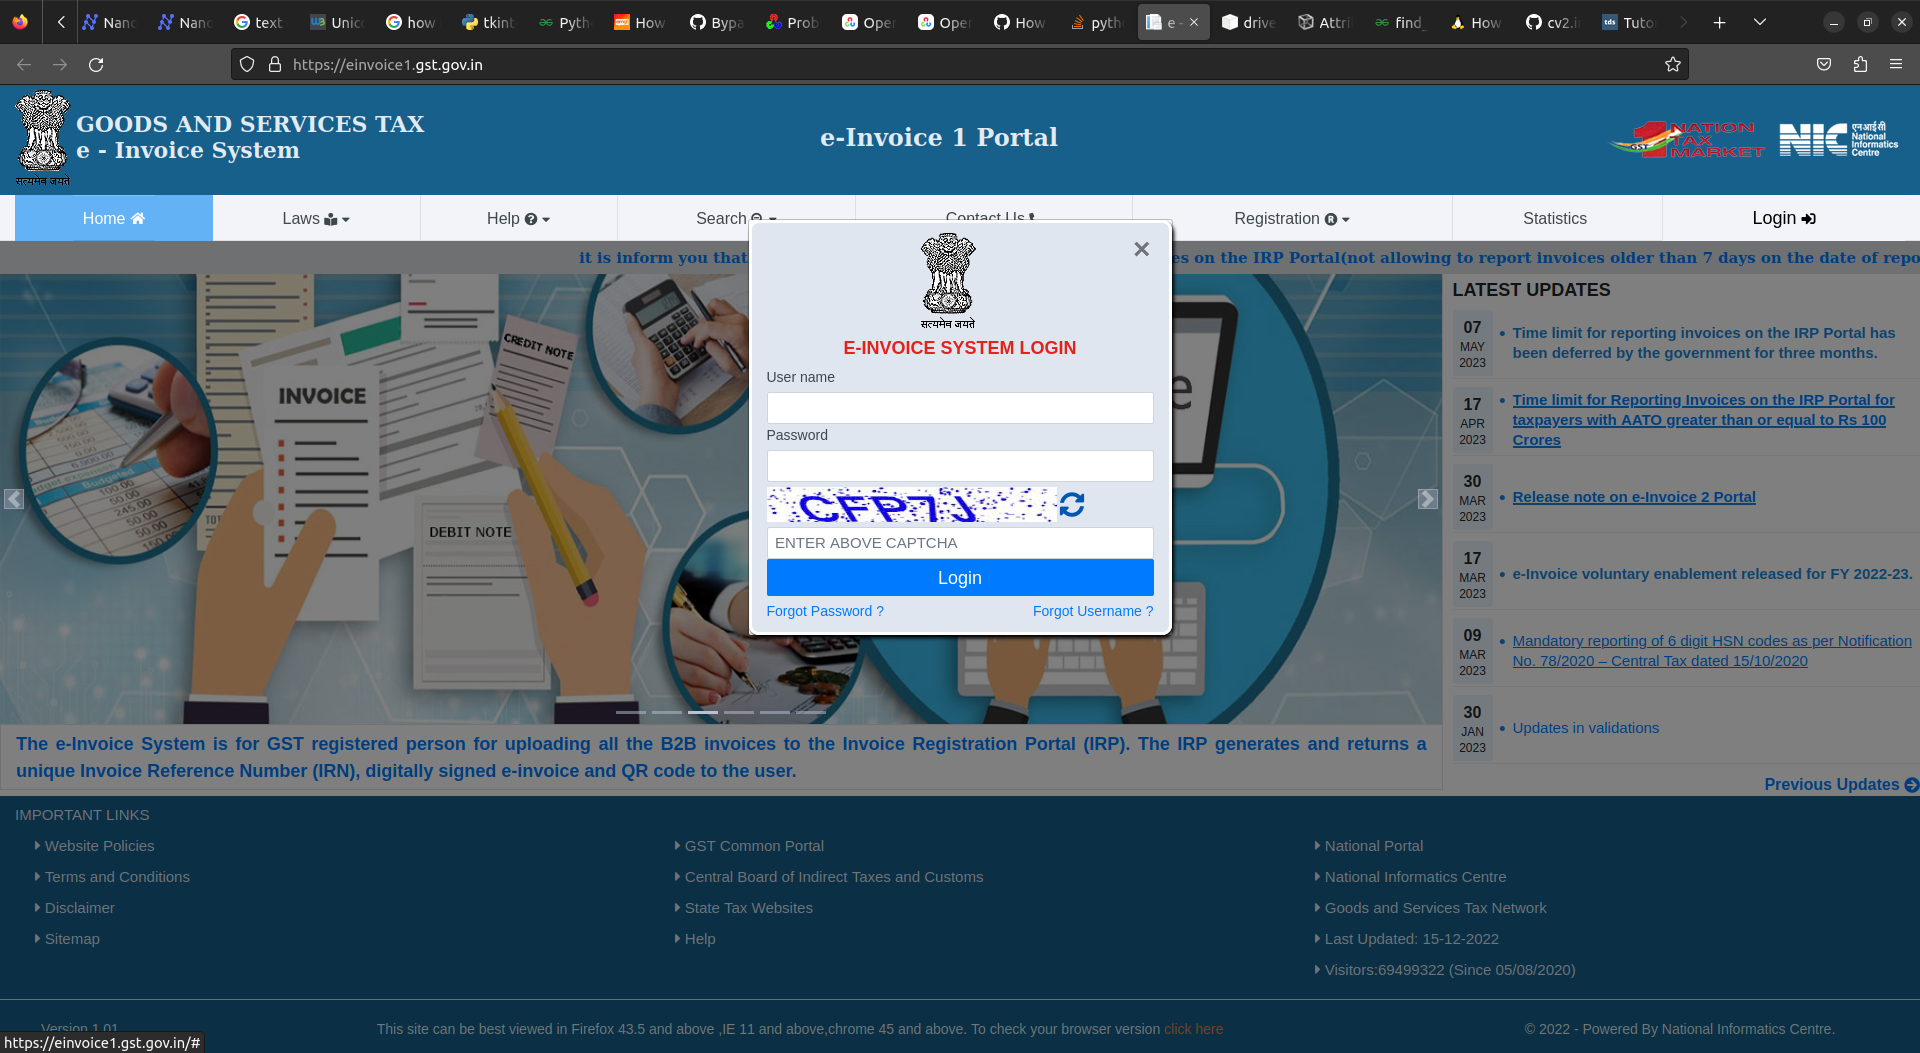 Nanc
Nanc
text
Unic
how
tkint
Pyth
How
Bypa
Prob
Oper
Oper
How
pyth
e -
drive
Attri
find_
How
cv2.i
Tuto
https://einvoice1.gst.gov.in
सत्यमेव जयते
GOODS AND SERVICES TAX
e - Invoice System
e-Invoice 1 Portal
GST
NATION
TAX
MARKET
NIC
एनआईसी
National
Informatics
Centre
Home
Laws
Help
Search
Contact Us
Registration
Statistics
Login
it is inform you that
es on the IRP Portal(not allowing to report invoices older than 7 days on the date of repo
सत्यमेव जयते
E-INVOICE SYSTEM LOGIN
User name
Password
CFP7J
ENTER ABOVE CAPTCHA
Login
Forgot Password ?
Forgot Username ?
CREDIT NOTE
INVOICE
DEBIT NOTE
LATEST UPDATES
07 MAY 2023
Time limit for reporting invoices on the IRP Portal has
been deferred by the government for three months.
17 APR 2023
Time limit for Reporting Invoices on the IRP Portal for
taxpayers with AATO greater than or equal to Rs 100
Crores
30 MAR 2023
Release note on e-Invoice 2 Portal
17 MAR 2023
e-Invoice voluntary enablement released for FY 2022-23.
09 MAR 2023
Mandatory reporting of 6 digit HSN codes as per Notification
No. 78/2020 – Central Tax dated 15/10/2020
30 JAN 2023
Updates in validations
Previous Updates
The e-Invoice System is for GST registered person for uploading all the B2B invoices to the Invoice Registration Portal (IRP). The IRP generates and returns a
unique Invoice Reference Number (IRN), digitally signed e-invoice and QR code to the user.
IMPORTANT LINKS
Website Policies
Terms and Conditions
Disclaimer
Sitemap
GST Common Portal
Central Board of Indirect Taxes and Customs
State Tax Websites
Help
National Portal
National Informatics Centre
Goods and Services Tax Network
Last Updated: 15-12-2022
Visitors:69499322 (Since 05/08/2020)
Version 1.01
This site can be best viewed in Firefox 43.5 and above ,IE 11 and above,chrome 45 and above. To check your browser version click here
© 2022 - Powered By National Informatics Centre.
https://einvoice1.gst.gov.in/#